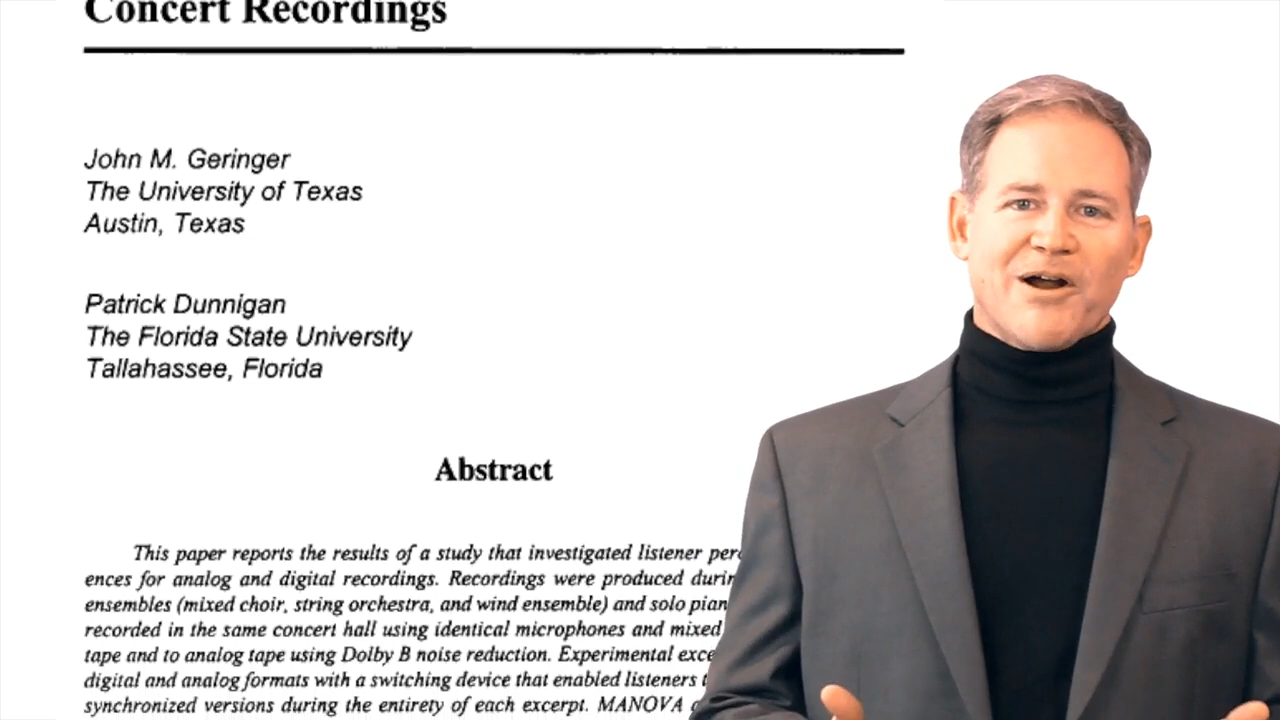 Concert Recordings
John M. Geringer
The University of Texas
Austin, Texas
Patrick Dunnigan
The Florida State University
Tallahassee, Florida
Abstract
This paper reports the results of a study that investigated listener
ences for analog and digital recordings. Recordings were produced
ensembles (mixed choir, string orchestra, and wind ensemble) and solo
recorded in the same concert hall using identical microphones and mixed
tape and to analog tape using Dolby B noise reduction. Experimental
digital and analog formats with a switching device that enabled listeners
synchronized versions during the entirety of each excerpt. MANOVA